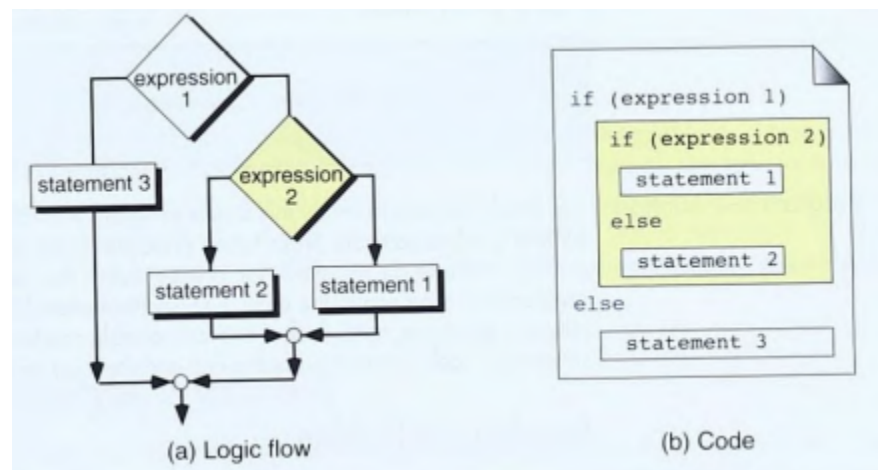 expression
1
statement 3
expression
2
statement 2
statement 1
(a) Logic flow
if (expression 1)
if (expression 2)
statement 1
else
statement 2
else
statement 3
(b) Code